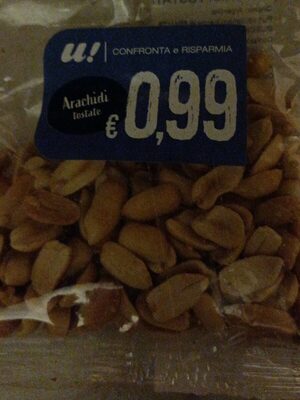 u! | CONFRONTA e RISPARMIA
Arachidi
tostate
€ 0,99